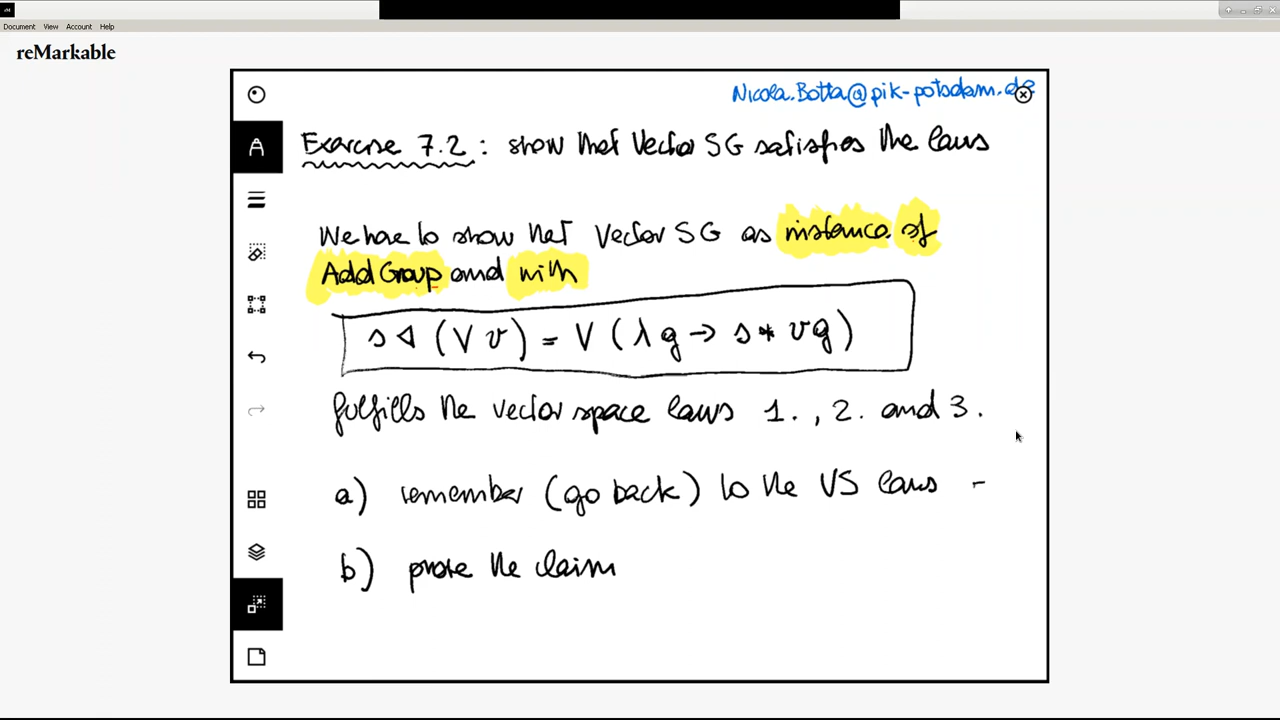 Document View Account Help
reMarkable
Nicola.Botta@pik-potsdam.de
Exercise 7.2 : show that Vector S G satisfies the laws
We have to show that Vector S G as instance of
AddGroup and with
s ◁ (V v) = V (λ g → s * v g)
fulfills the vector space laws 1. , 2. and 3.
a) remember (go back) to the VS laws -
b) prove the claim